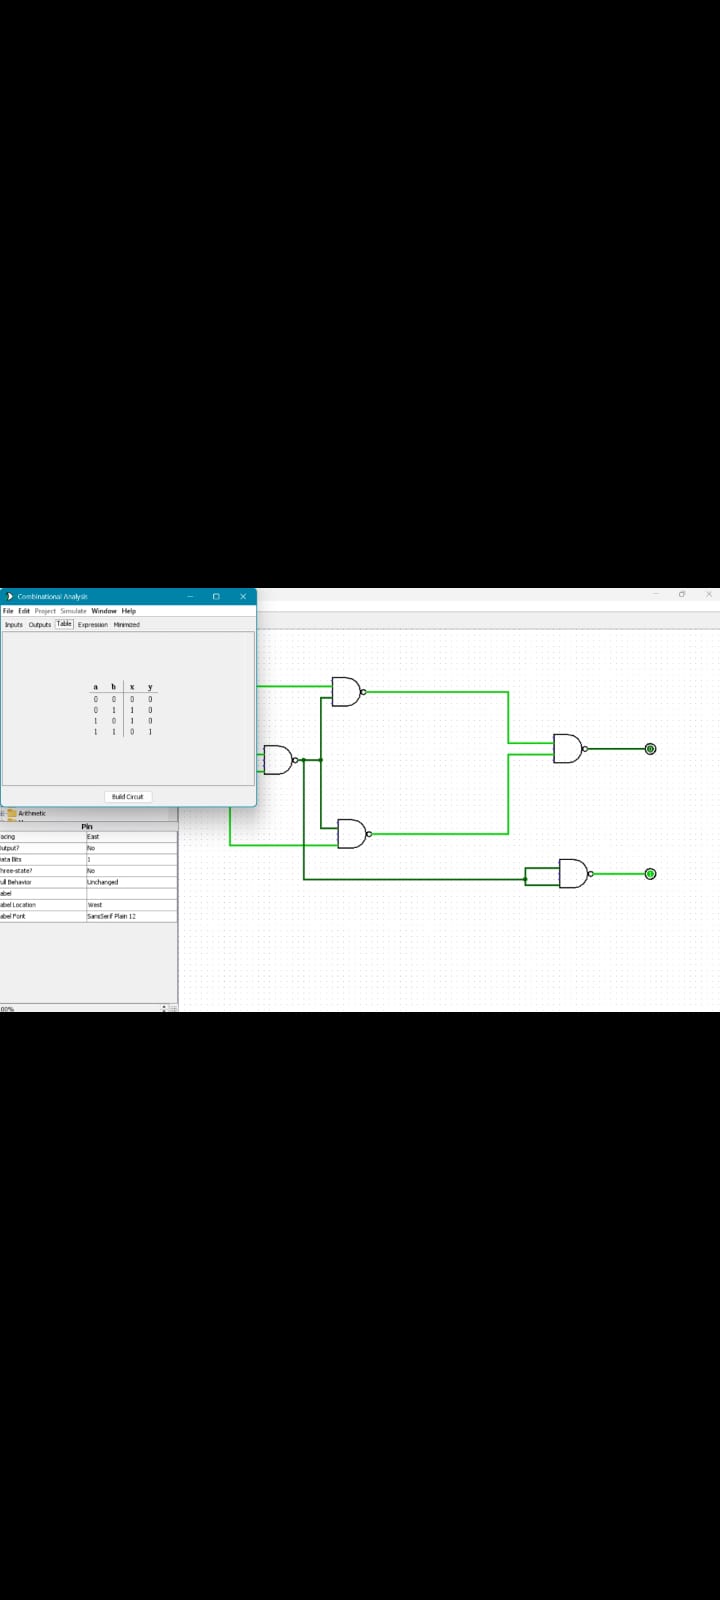 Combinational Analysis
File Edit Project Simulate Window Help
Inputs Outputs Table Expression Minimized
a b x y
0 0 0 0
0 1 1 0
1 0 1 0
1 1 0 1
Build Circuit
Arithmetic
Pin
acing East
utput? No
ata Bits 1
hree-state? No
ull Behavior Unchanged
abel
abel Location West
abel Font SansSerif Plain 12
00%